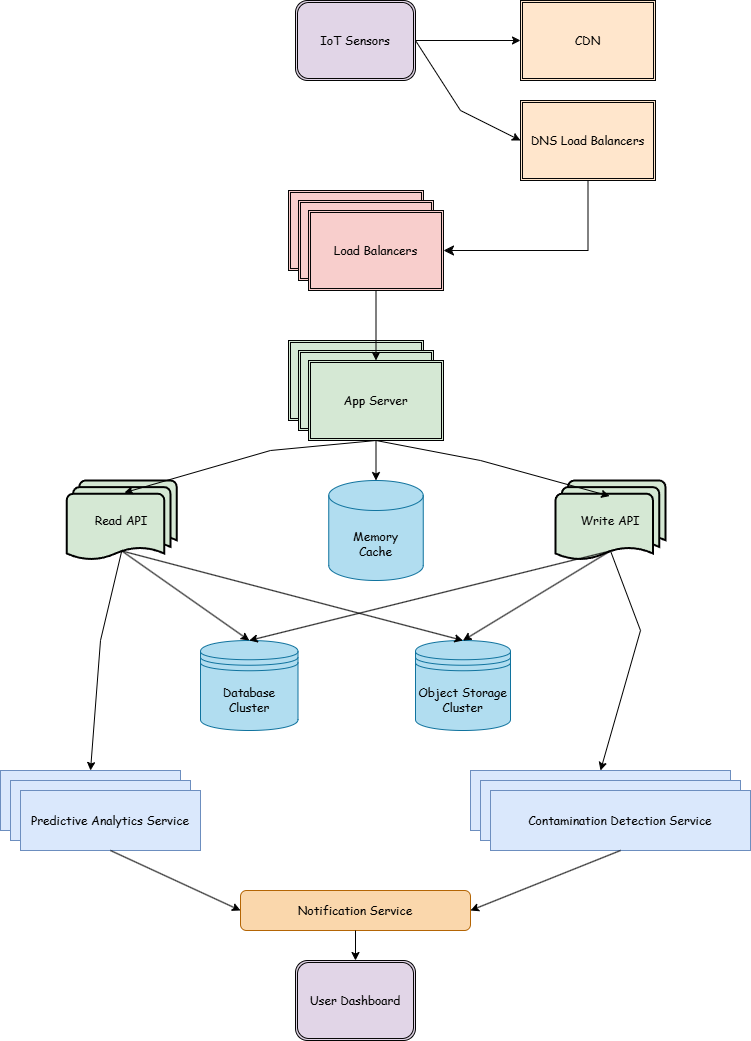 IoT Sensors
CDN
DNS Load Balancers
Load Balancers
App Server
Read API
Memory
Cache
Write API
Database
Cluster
Object Storage
Cluster
Predictive Analytics Service
Contamination Detection Service
Notification Service
User Dashboard